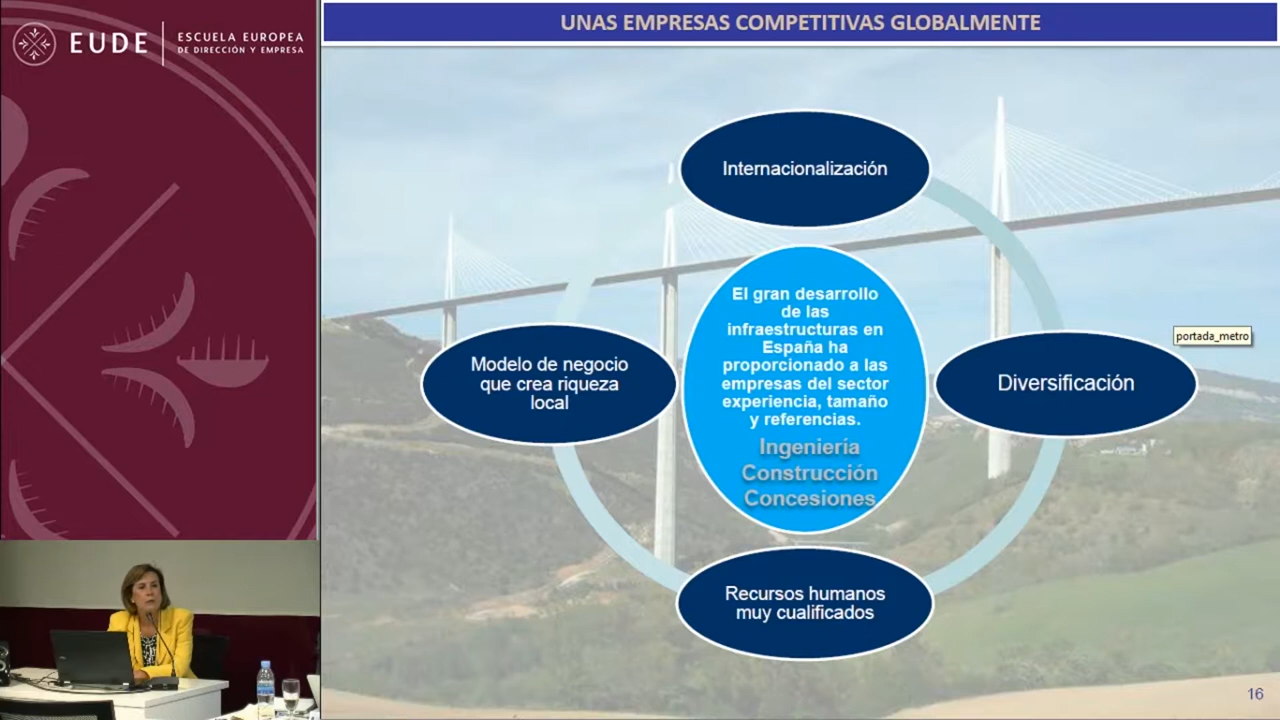 EUDE
ESCUELA EUROPEA
DE DIRECCIÓN Y EMPRESA
UNAS EMPRESAS COMPETITIVAS GLOBALMENTE
Internacionalización
El gran desarrollo
de las
infraestructuras en
España ha
proporcionado a las
empresas del sector
experiencia, tamaño
y referencias.
Ingeniería
Construcción
Concesiones
Modelo de negocio
que crea riqueza
local
Diversificación
portada_metro
Recursos humanos
muy cualificados
16